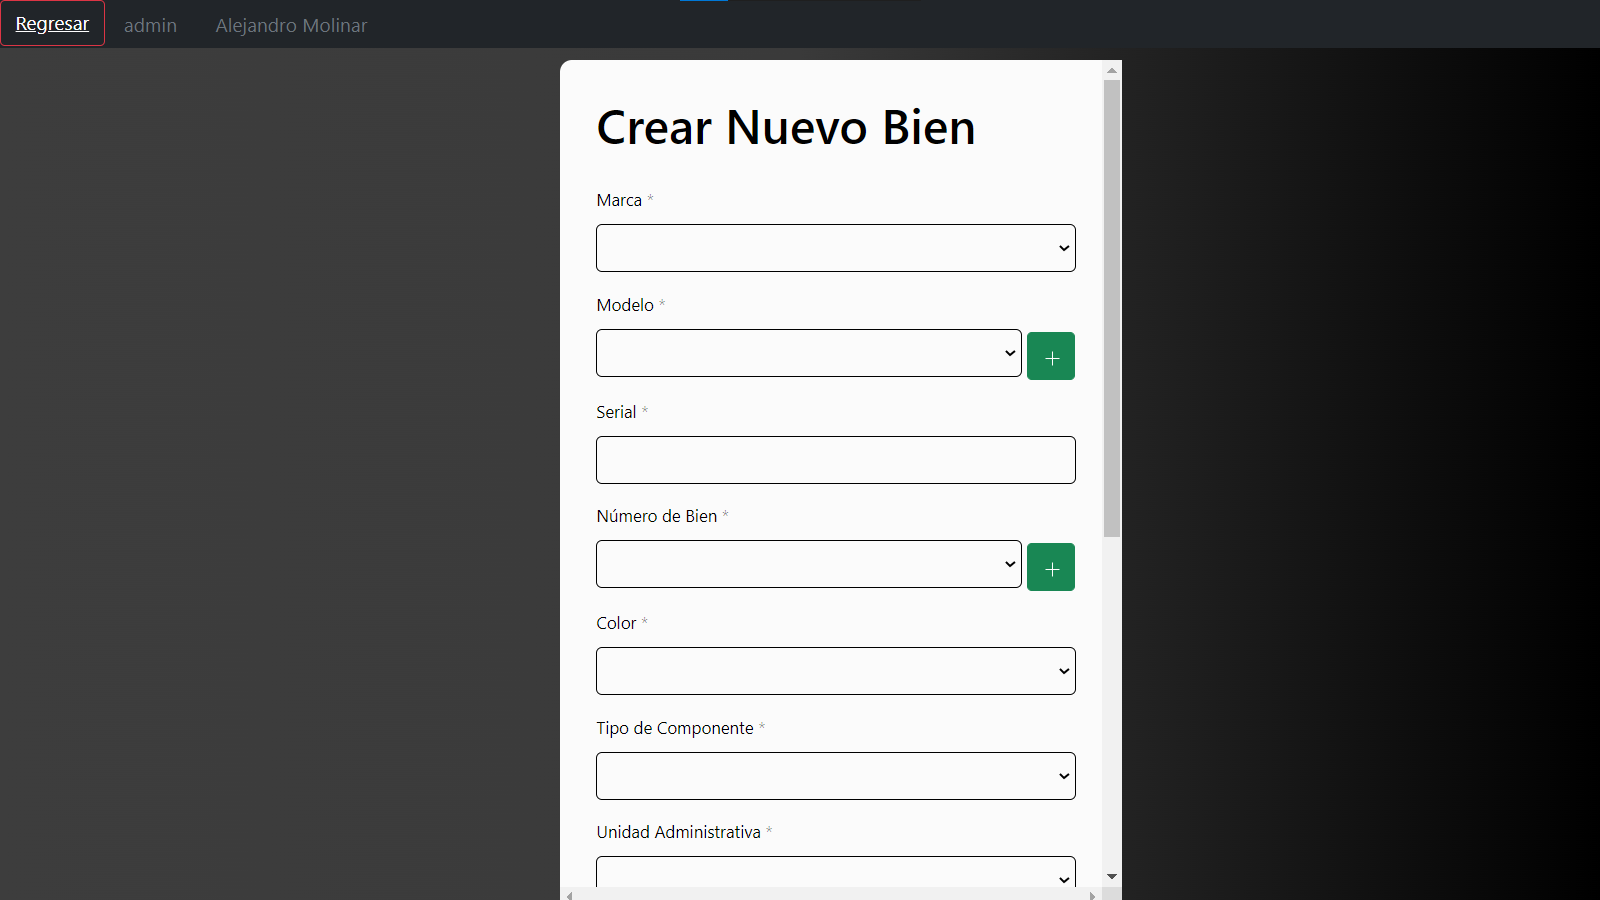 Regresar admin Alejandro Molinar
Crear Nuevo Bien
Marca *
Modelo *
+
Serial *
Número de Bien *
+
Color *
Tipo de Componente *
Unidad Administrativa *